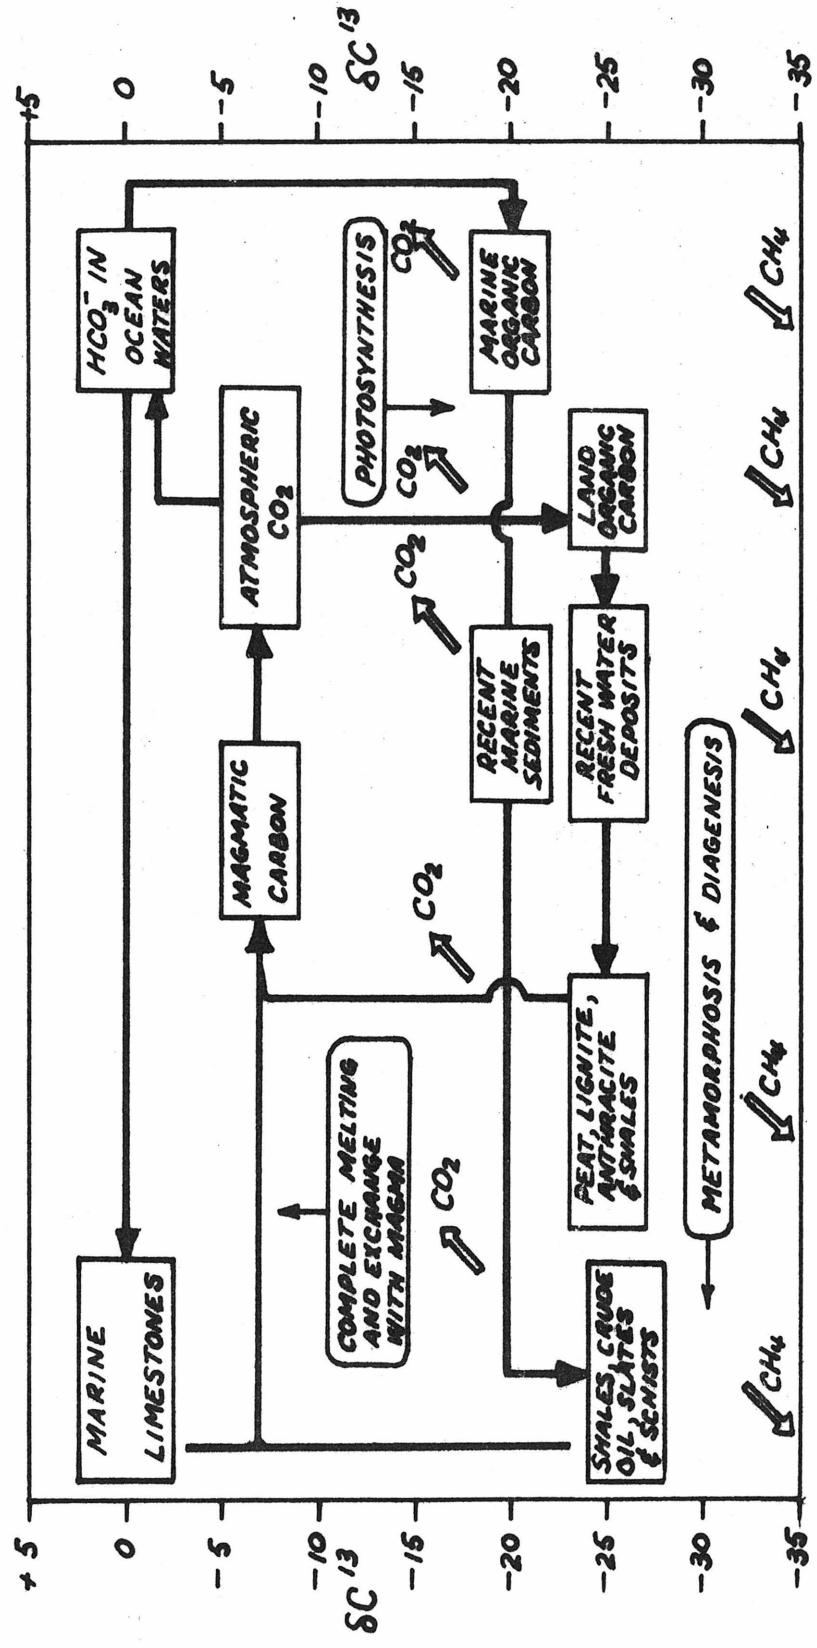 +5
0
-5
-10
-15
-20
-25
-30
-35
δC¹³
MARINE
LIMESTONES
HCO₃⁻ IN
OCEAN
WATERS
MAGMATIC
CARBON
ATMOSPHERIC
CO₂
COMPLETE MELTING
AND EXCHANGE
WITH MAGMA
PHOTOSYNTHESIS
CO₂
CO₂
CO₂
CO₂
CO₂
RECENT
MARINE
SEDIMENTS
MARINE
ORGANIC
CARBON
SHALES, CRUDE
OIL, SLATES
& SCHISTS
PEAT, LIGNITE,
ANTHRACITE
& SHALES
RECENT
FRESH WATER
DEPOSITS
LAND
ORGANIC
CARBON
METAMORPHOSIS & DIAGENESIS
CH₄
CH₄
CH₄
CH₄
CH₄
+5
0
-5
-10
-15
-20
-25
-30
-35
δC¹³